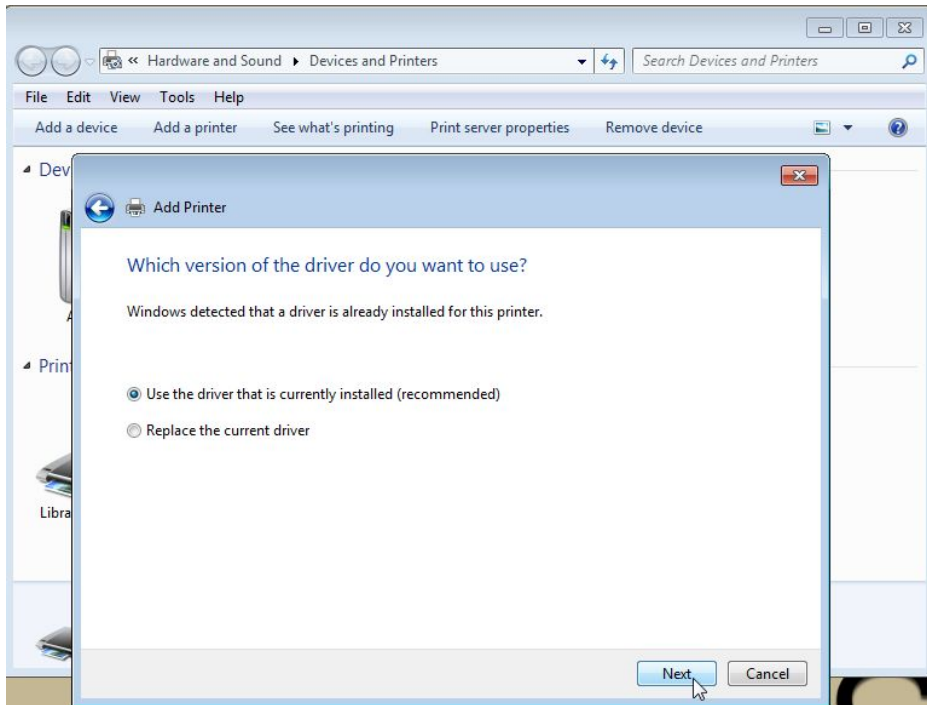 « Hardware and Sound ▸ Devices and Printers
Search Devices and Printers
File Edit View Tools Help
Add a device Add a printer See what's printing Print server properties Remove device
Dev
Add Printer
Which version of the driver do you want to use?
Windows detected that a driver is already installed for this printer.
Prin
Use the driver that is currently installed (recommended)
Replace the current driver
Libra
Next Cancel